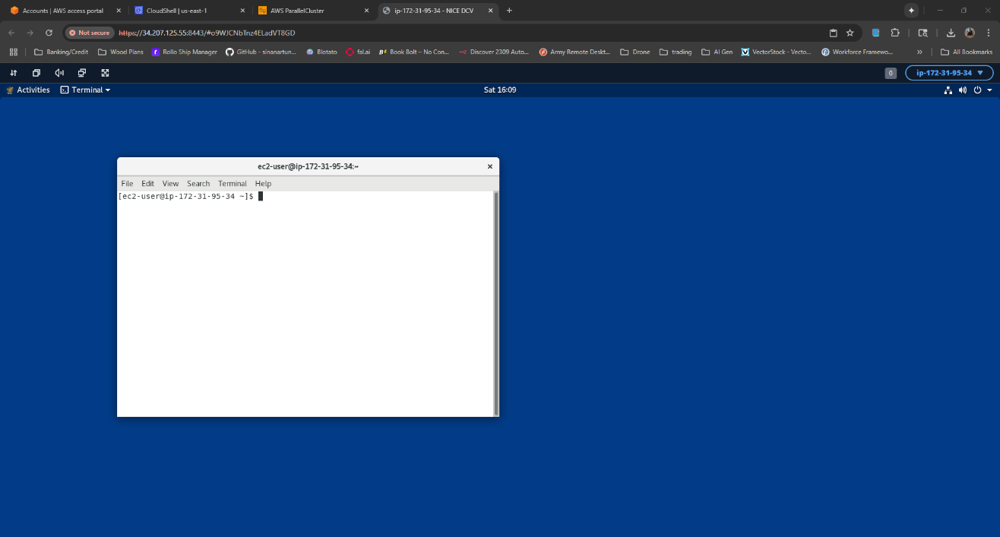 Accounts | AWS access portal
CloudShell | us-east-1
AWS ParallelCluster
ip-172-31-95-34 - NICE DCV
Not secure
https://34.207.125.55:8443/#o9WJCNbTnz4ELadVT8GD
Banking/Credit
Wood Plans
Rollo Ship Manager
GitHub - sinanartun...
Blotato
fal.ai
Book Bolt – No Con...
Discover 2309 Auto...
Army Remote Deskt...
Drone
trading
AI Gen
VectorStock - Vecto...
Workforce Framewo...
»
All Bookmarks
0
ip-172-31-95-34
Activities
Terminal
Sat 16:09
ec2-user@ip-172-31-95-34:~
File Edit View Search Terminal Help
[ec2-user@ip-172-31-95-34 ~]$